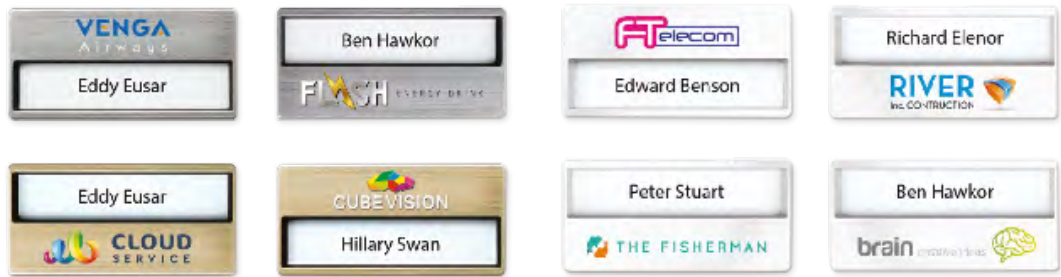 VENGA
Airways
Eddy Eusar
Ben Hawkor
FLASH ENERGY DRINK
FTelecom
Edward Benson
Richard Elenor
RIVER
Inc. CONTRUCTION
Eddy Eusar
CLOUD
SERVICE
CUBEVISION
Hillary Swan
Peter Stuart
THE FISHERMAN
Ben Hawkor
brain